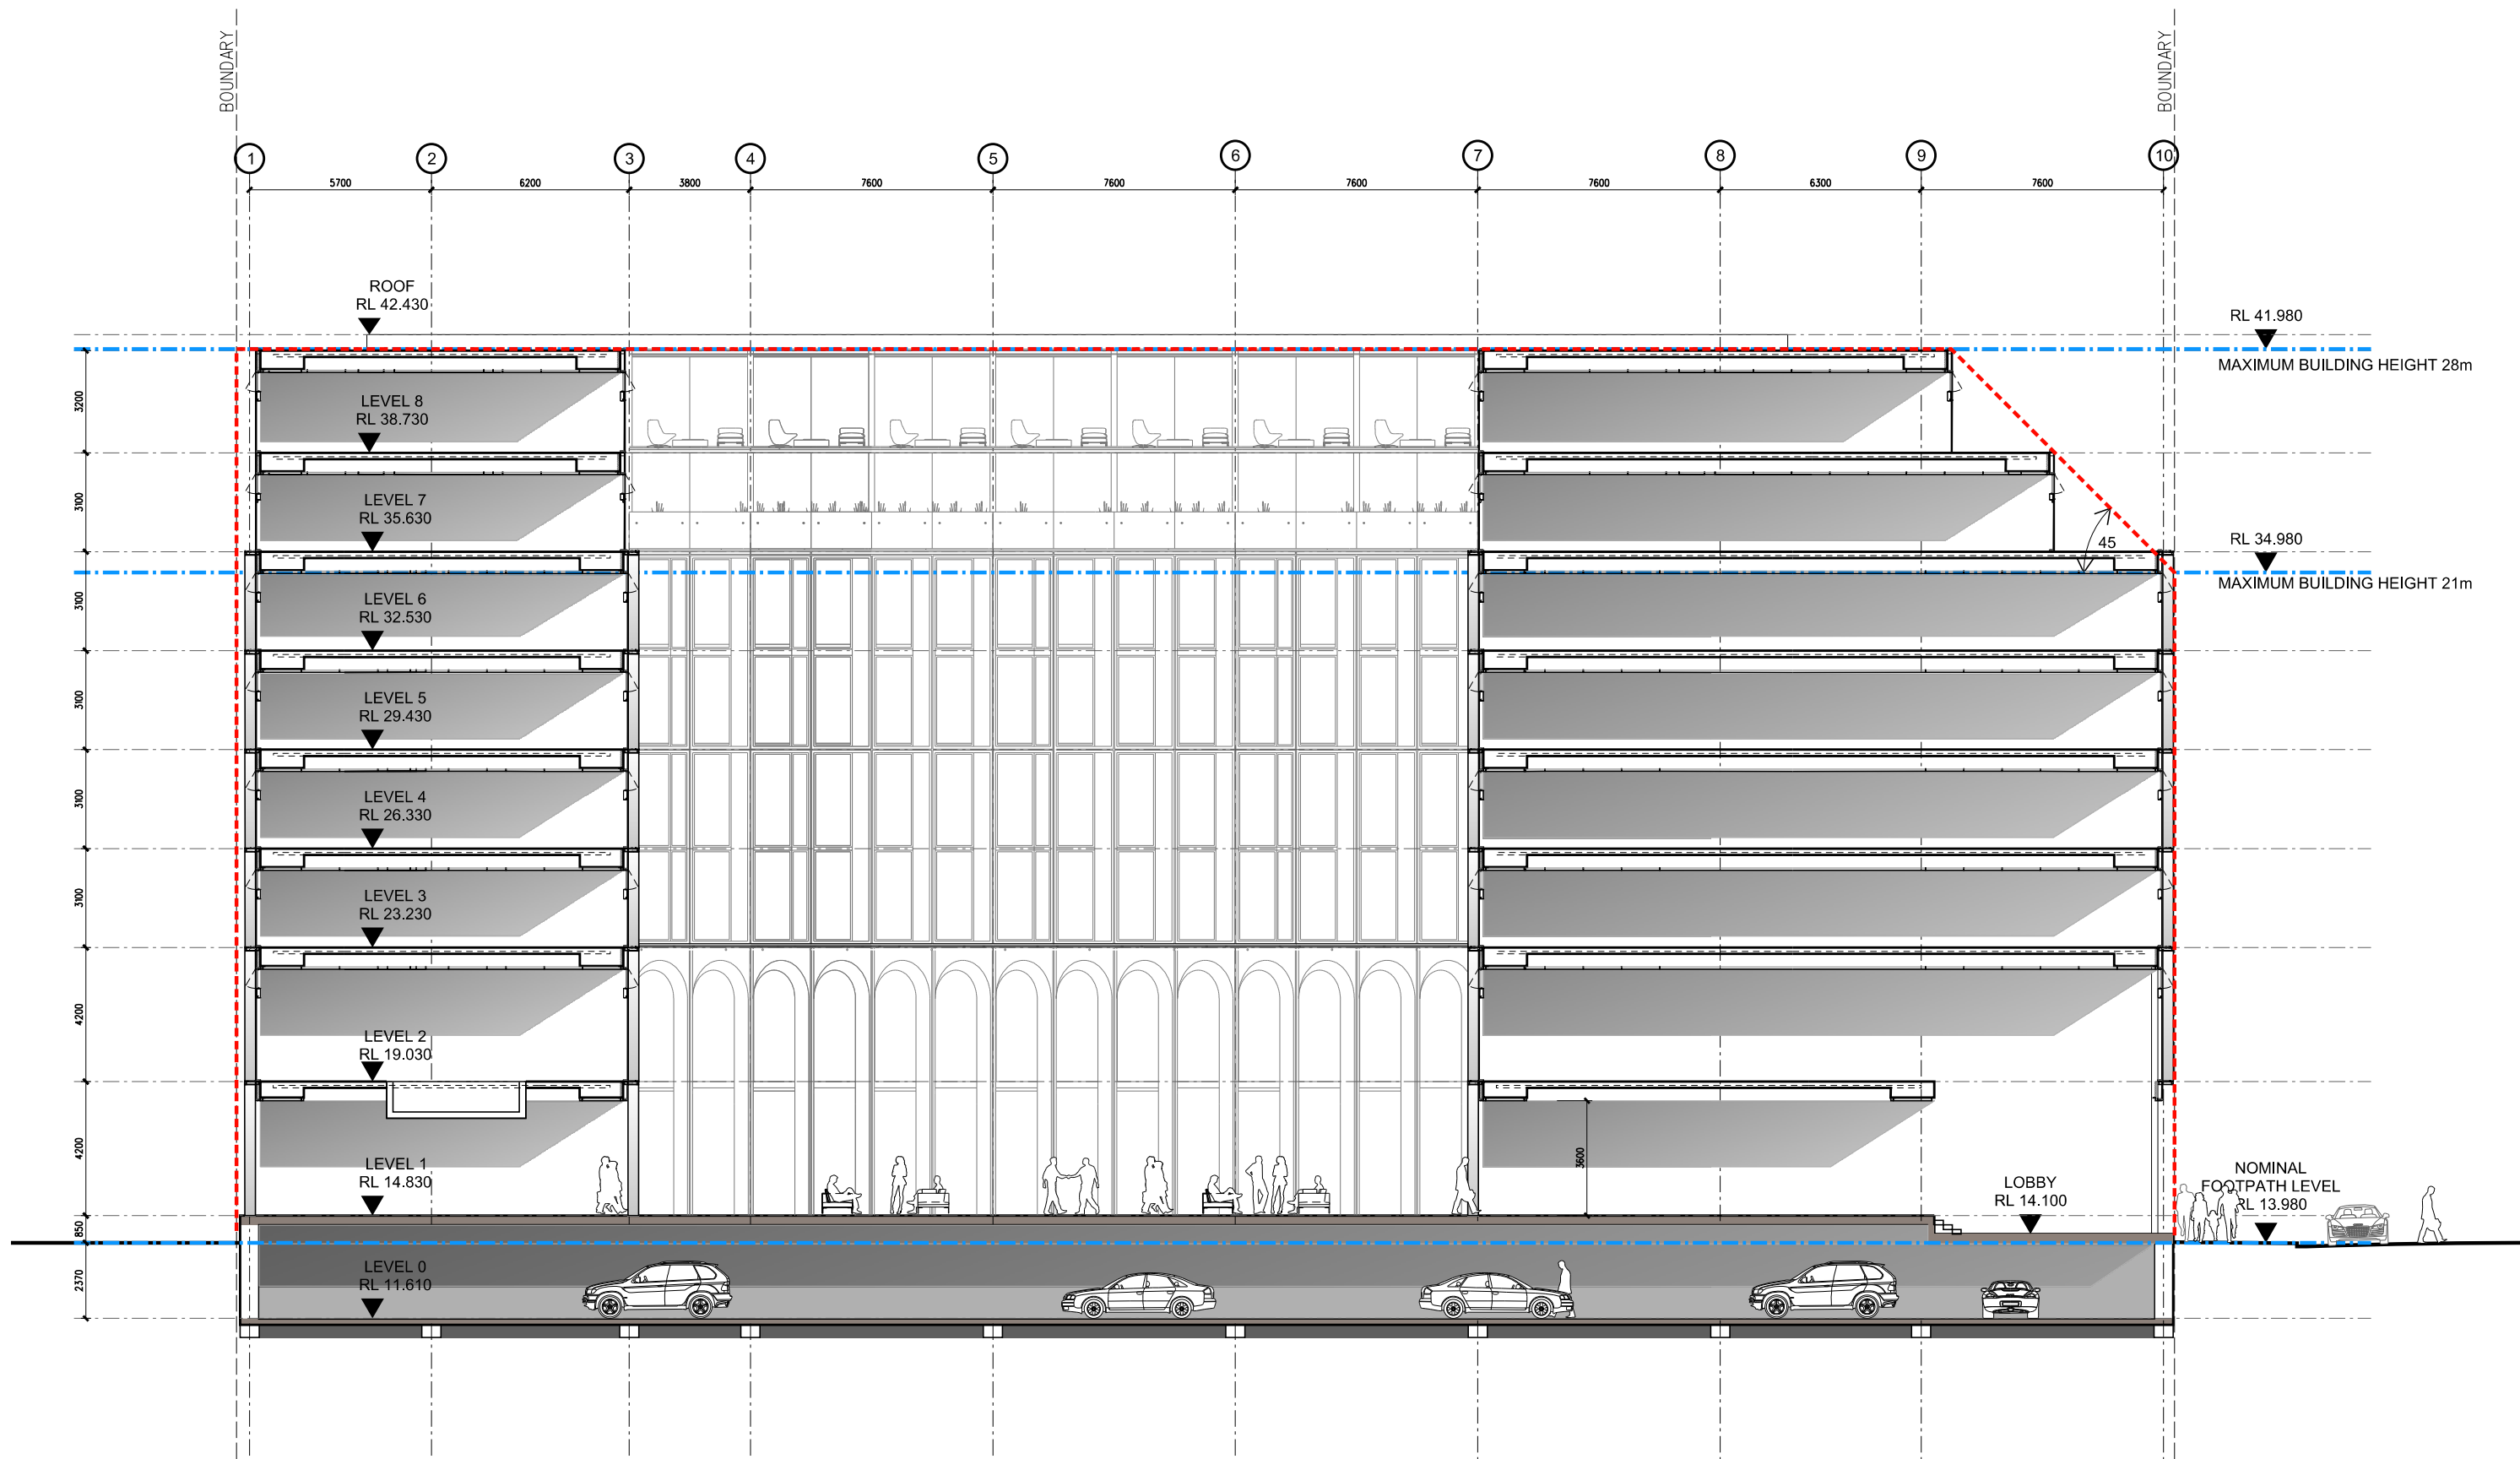 BOUNDARY
BOUNDARY
1
2
3
4
5
6
7
8
9
10
5700
6200
3800
7600
7600
7600
7600
6300
7600
ROOF
RL 42.430
RL 41.980
MAXIMUM BUILDING HEIGHT 28m
3200
LEVEL 8
RL 38.730
3100
LEVEL 7
RL 35.630
45
RL 34.980
MAXIMUM BUILDING HEIGHT 21m
3100
LEVEL 6
RL 32.530
3100
LEVEL 5
RL 29.430
3100
LEVEL 4
RL 26.330
3100
LEVEL 3
RL 23.230
4200
LEVEL 2
RL 19.030
4200
3600
LEVEL 1
RL 14.830
LOBBY
RL 14.100
NOMINAL
FOOTPATH LEVEL
RL 13.980
850
2370
LEVEL 0
RL 11.610